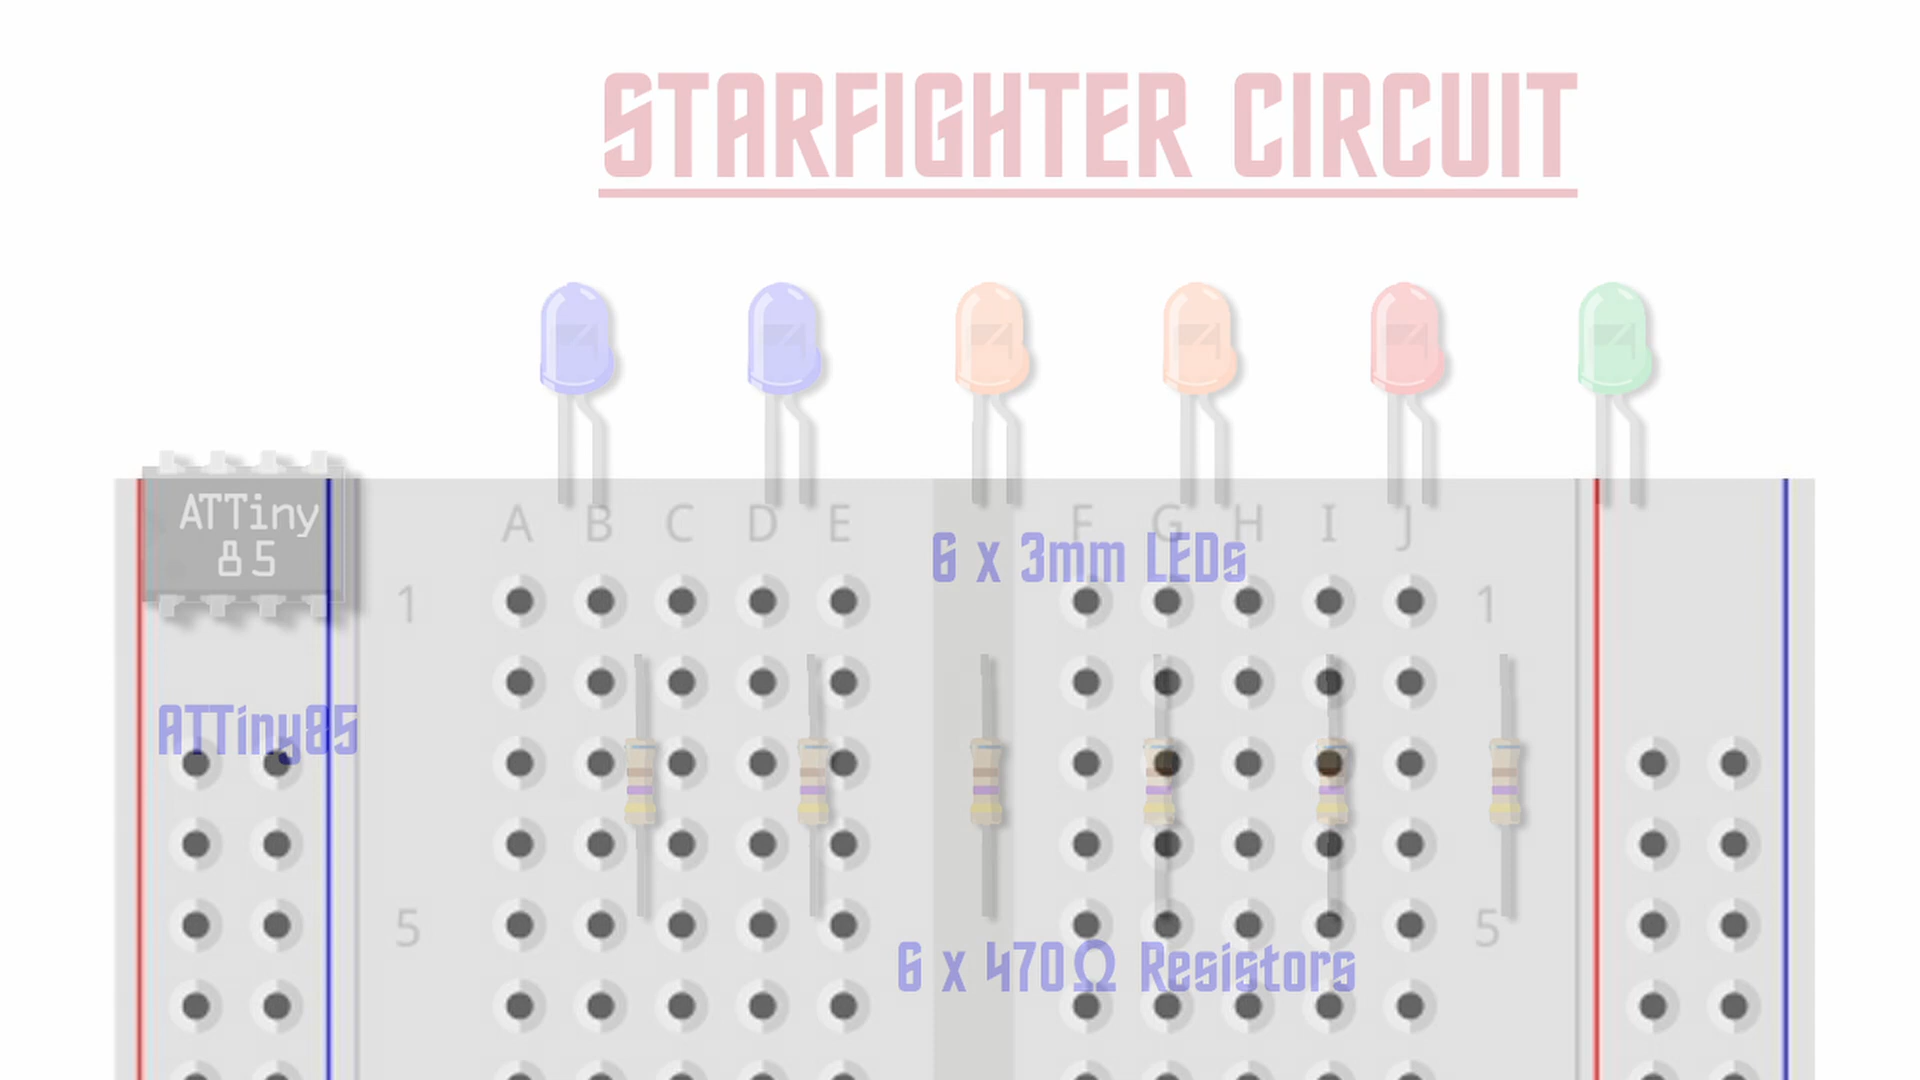 STARFIGHTER CIRCUIT
ATTiny
85
A B C D E F G H I J
6 x 3mm LEDs
1 1
ATTiny85
5 5
6 x 470Ω Resistors